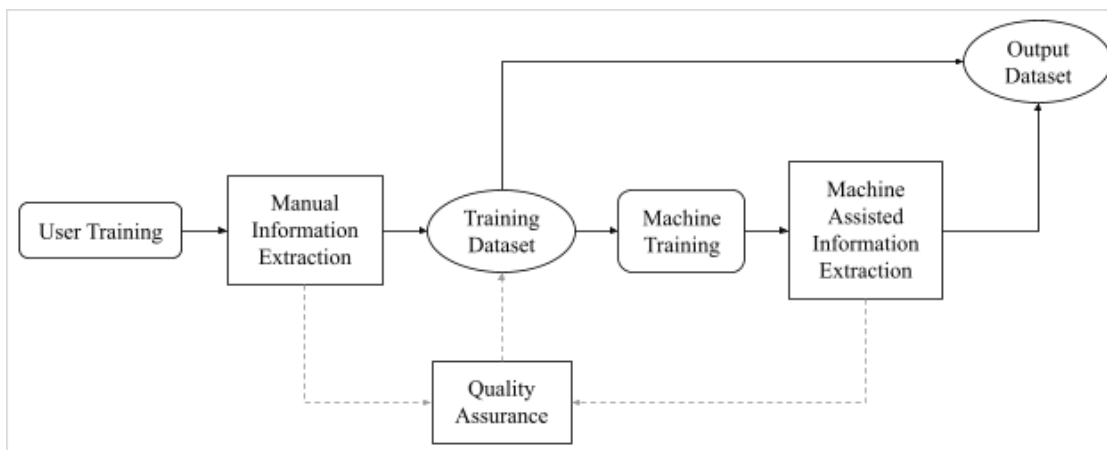 User Training
Manual
Information
Extraction
Training
Dataset
Machine
Training
Machine
Assisted
Information
Extraction
Output
Dataset
Quality
Assurance